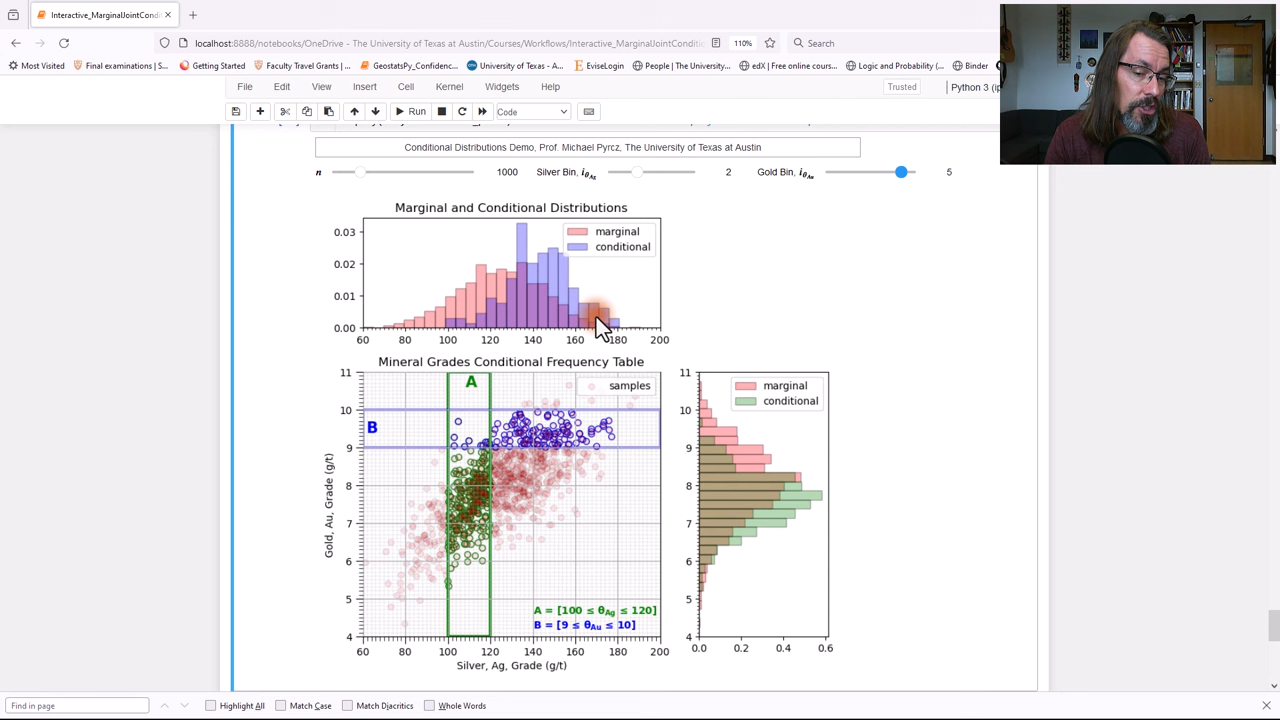 Interactive_MarginalJointCondi
localhost:8888/notebooks/OneDrive
ity of Texas at Austin/Courses/Workflows/Interactive_MarginalJointConditi
110%
Search
Most Visited
Final examinations | S...
Getting Started
Faculty Travel Grants | ...
GeostatsPy_Confidenc...
University of Texas - A...
EviseLogin
People | The University...
edX | Free online cours...
Logic and Probability (...
Binder
File Edit View Insert Cell Kernel Widgets Help
Trusted
Python 3 (ip
Run
Code
Conditional Distributions Demo, Prof. Michael Pyrcz, The University of Texas at Austin
n 1000 Silver Bin, iθAg 2 Gold Bin, iθAu 5
Marginal and Conditional Distributions
marginal
conditional
0.03
0.02
0.01
0.00
60 80 100 120 140 160 180 200
Mineral Grades Conditional Frequency Table
A
samples
B
Gold, Au, Grade (g/t)
11
10
9
8
7
6
5
4
A = [100 ≤ θAg ≤ 120]
B = [9 ≤ θAu ≤ 10]
60 80 100 120 140 160 180 200
Silver, Ag, Grade (g/t)
marginal
conditional
11
10
9
8
7
6
5
4
0.0 0.2 0.4 0.6
Find in page
Highlight All
Match Case
Match Diacritics
Whole Words